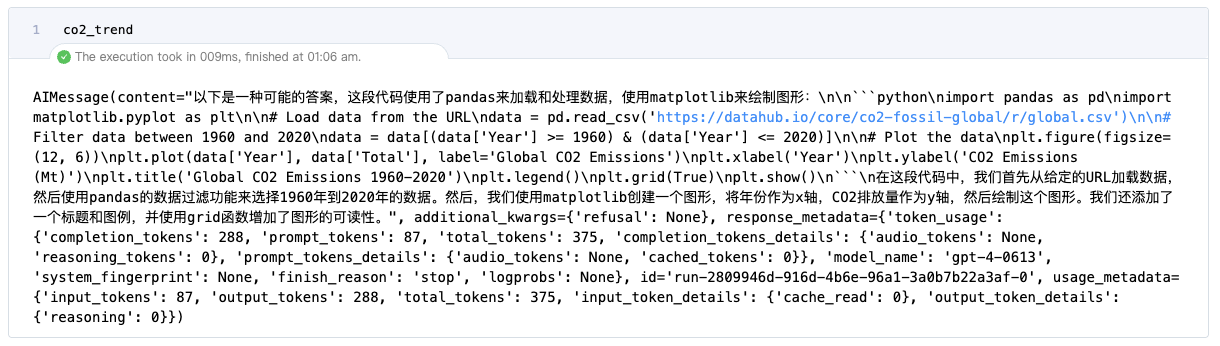 1 co2_trend
The execution took in 009ms, finished at 01:06 am.
AIMessage(content="以下是一种可能的答案，这段代码使用了pandas来加载和处理数据，使用matplotlib来绘制图形：\n\n```python\nimport pandas as pd\nimport
matplotlib.pyplot as plt\n\n# Load data from the URL\ndata = pd.read_csv('https://datahub.io/core/co2-fossil-global/r/global.csv')\n\n#
Filter data between 1960 and 2020\ndata = data[(data['Year'] >= 1960) & (data['Year'] <= 2020)]\n\n# Plot the data\nplt.figure(figsize=
(12, 6))\nplt.plot(data['Year'], data['Total'], label='Global CO2 Emissions')\nplt.xlabel('Year')\nplt.ylabel('CO2 Emissions
(Mt)')\nplt.title('Global CO2 Emissions 1960-2020')\nplt.legend()\nplt.grid(True)\nplt.show()\n```\n在这段代码中，我们首先从给定的URL加载数据，
然后使用pandas的数据过滤功能来选择1960年到2020年的数据。然后，我们使用matplotlib创建一个图形，将年份作为x轴，CO2排放量作为y轴，然后绘制这个图形。我们还添加了
一个标题和图例，并使用grid函数增加了图形的可读性。", additional_kwargs={'refusal': None}, response_metadata={'token_usage':
{'completion_tokens': 288, 'prompt_tokens': 87, 'total_tokens': 375, 'completion_tokens_details': {'audio_tokens': None,
'reasoning_tokens': 0}, 'prompt_tokens_details': {'audio_tokens': None, 'cached_tokens': 0}}, 'model_name': 'gpt-4-0613',
'system_fingerprint': None, 'finish_reason': 'stop', 'logprobs': None}, id='run-2809946d-916d-4b6e-96a1-3a0b7b22a3af-0', usage_metadata=
{'input_tokens': 87, 'output_tokens': 288, 'total_tokens': 375, 'input_token_details': {'cache_read': 0}, 'output_token_details':
{'reasoning': 0}})